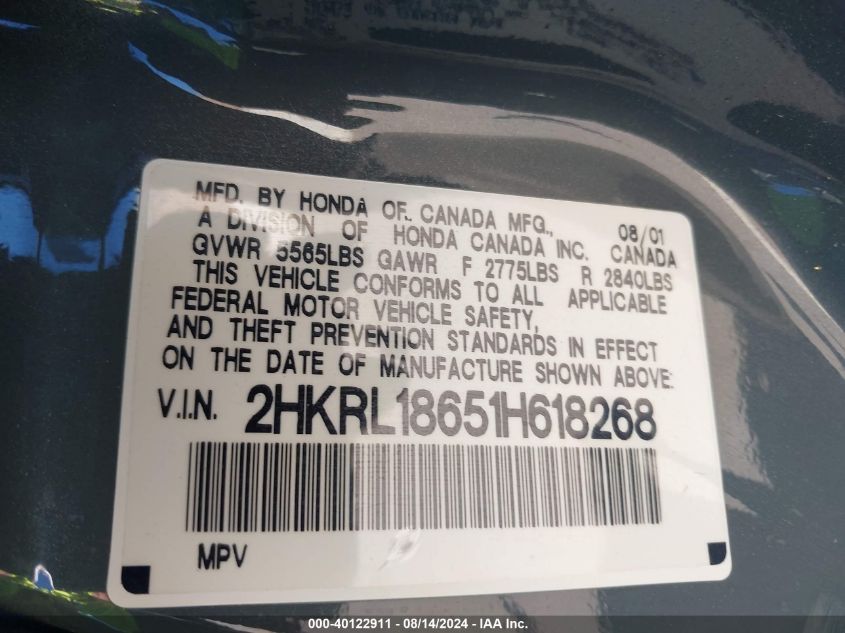 MFD. BY HONDA OF. CANADA MFG., 08/01
A DIVISION OF HONDA CANADA INC. CANADA
GVWR 5565LBS GAWR F 2775LBS R 2840LBS
THIS VEHICLE CONFORMS TO ALL APPLICABLE
FEDERAL MOTOR VEHICLE SAFETY,
AND THEFT PREVENTION STANDARDS IN EFFECT
ON THE DATE OF MANUFACTURE SHOWN ABOVE:
V.I.N. 2HKRL18651H618268
MPV
000-40122911 - 08/14/2024 - IAA Inc.